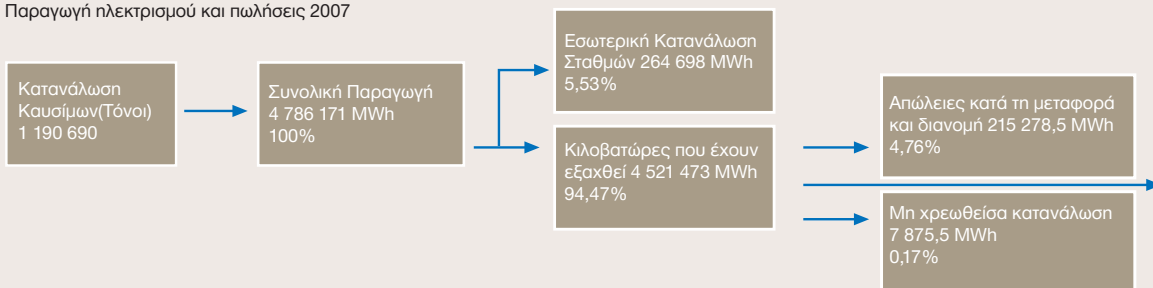 Παραγωγή ηλεκτρισμού και πωλήσεις 2007
Κατανάλωση
Καυσίμων(Τόνοι)
1 190 690
Συνολική Παραγωγή
4 786 171 MWh
100%
Εσωτερική Κατανάλωση
Σταθμών 264 698 MWh
5,53%
Κιλοβατώρες που έχουν
εξαχθεί 4 521 473 MWh
94,47%
Απώλειες κατά τη μεταφορά
και διανομή 215 278,5 MWh
4,76%
Μη χρεωθείσα κατανάλωση
7 875,5 MWh
0,17%